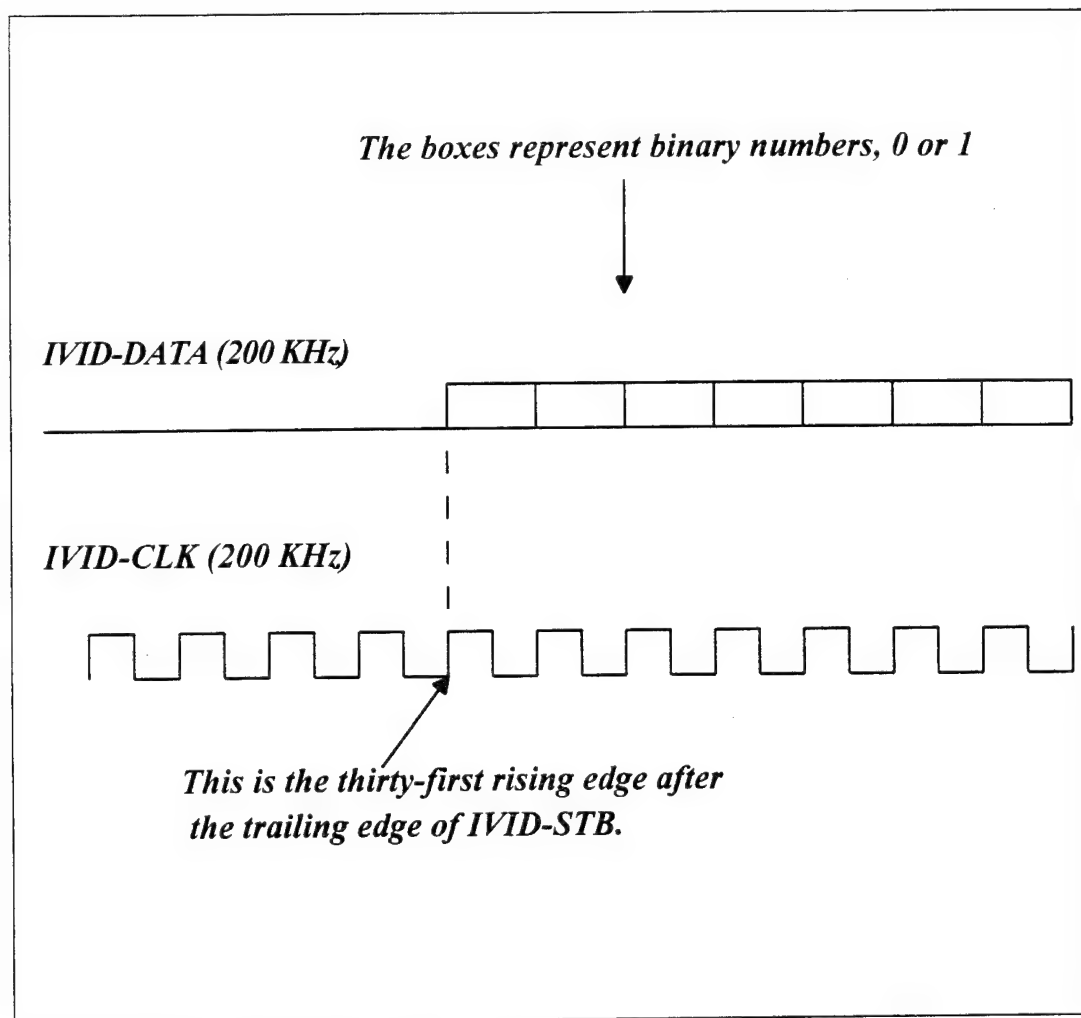 The boxes represent binary numbers, 0 or 1
IVID-DATA (200 KHz)
IVID-CLK (200 KHz)
This is the thirty-first rising edge after
the trailing edge of IVID-STB.